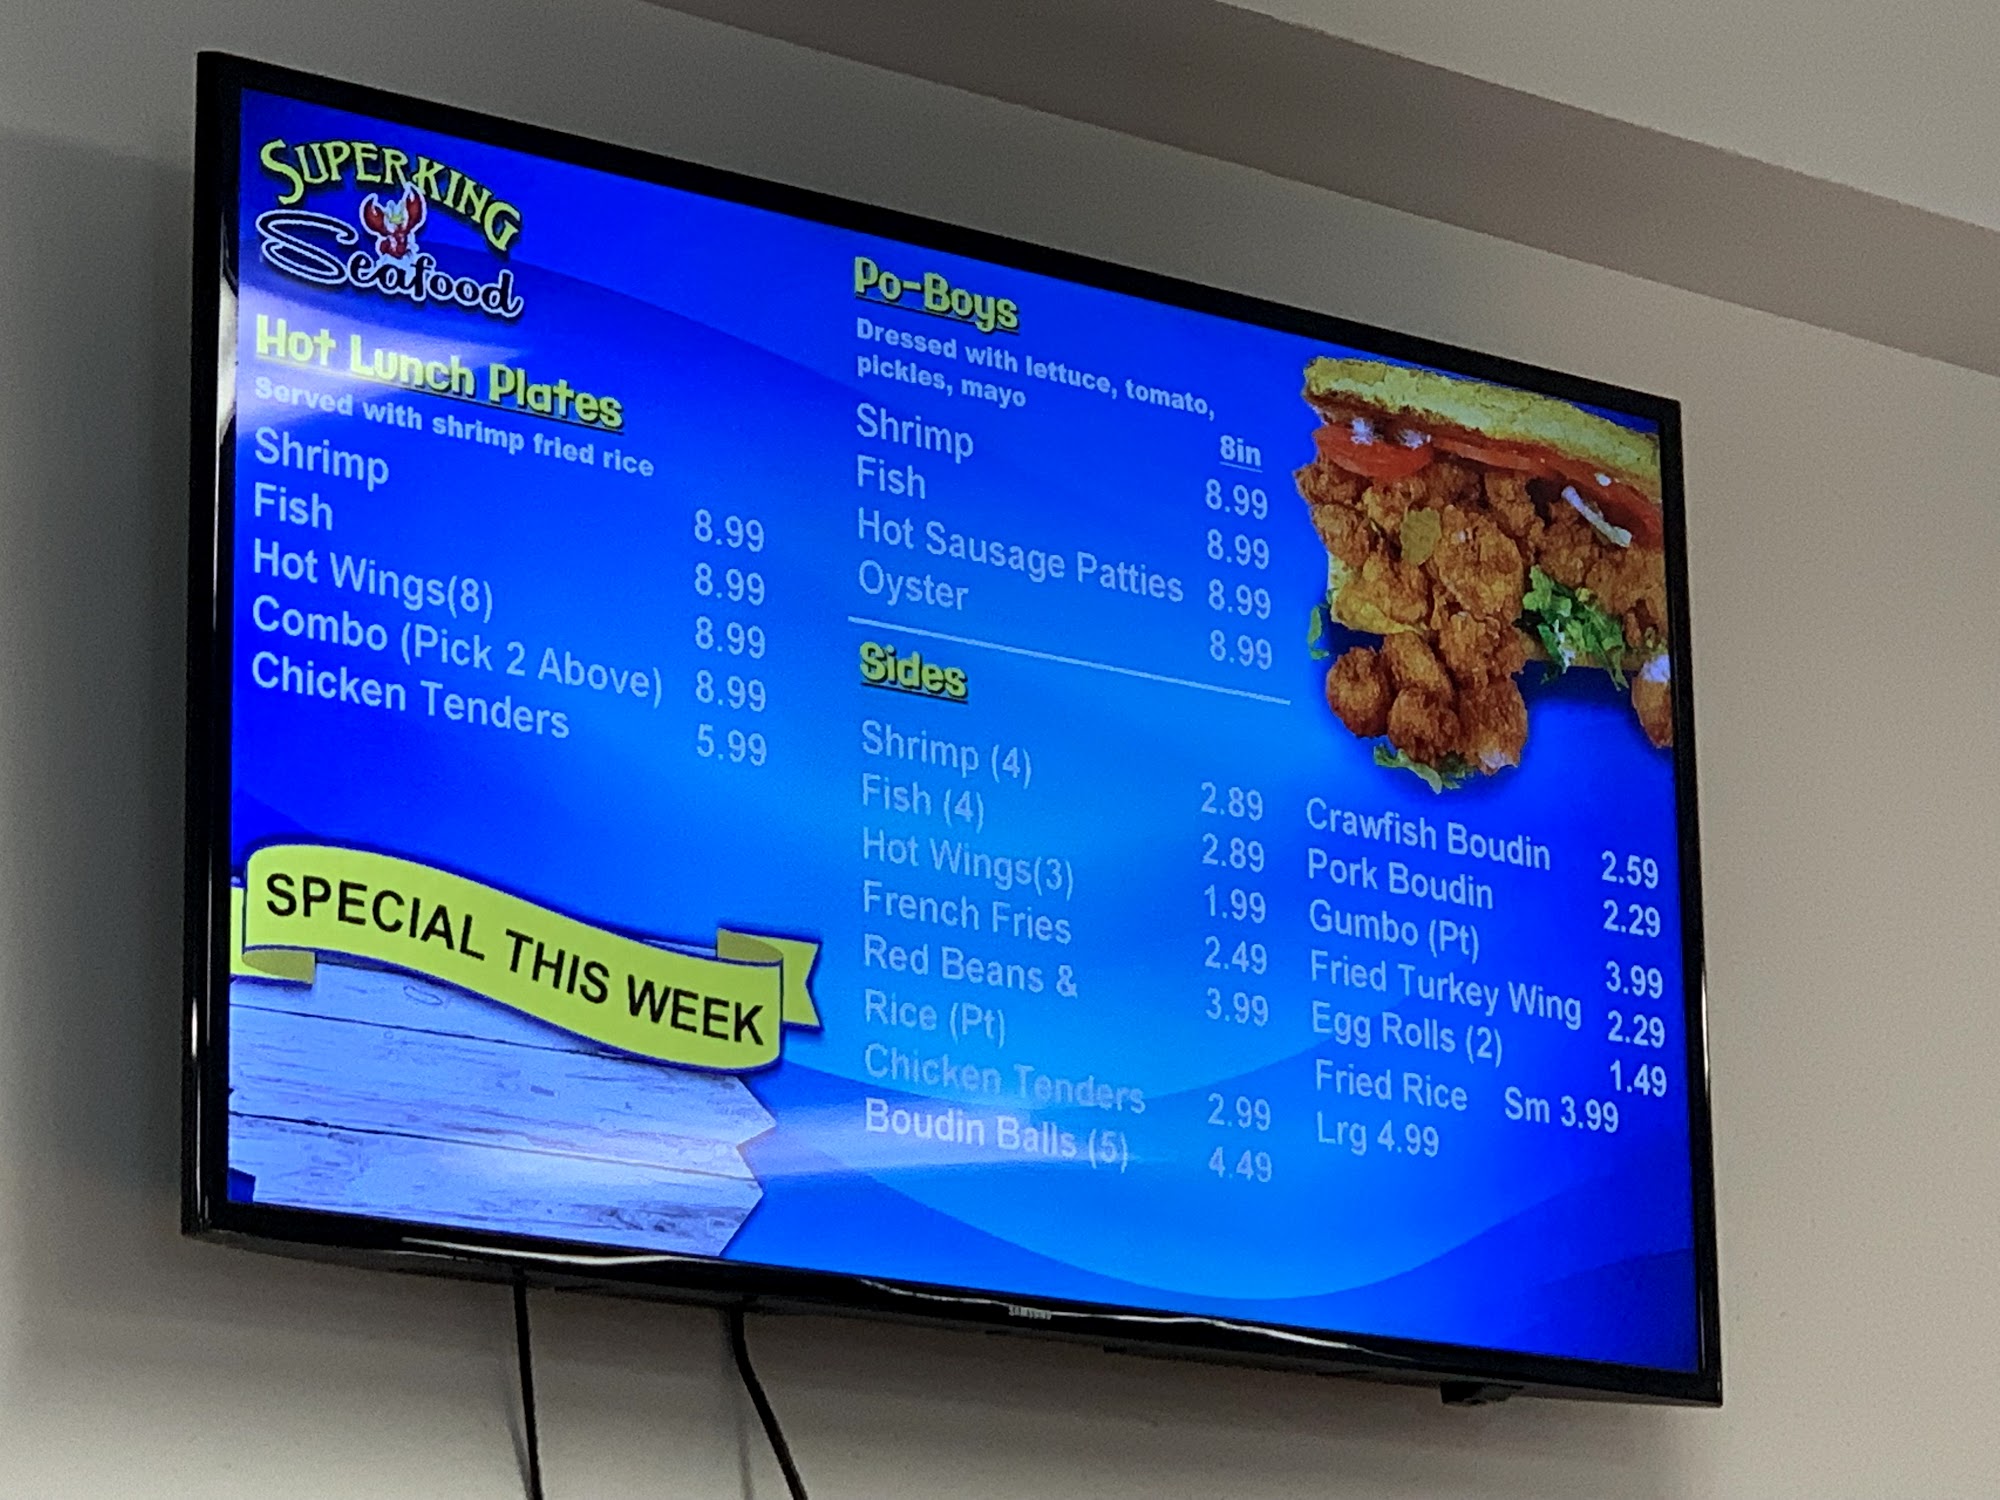 SUPERKING
Seafood
Hot Lunch Plates
Served with shrimp fried rice
Shrimp 8.99
Fish 8.99
Hot Wings(8) 8.99
Combo (Pick 2 Above) 8.99
Chicken Tenders 5.99
SPECIAL THIS WEEK
Po-Boys
Dressed with lettuce, tomato,
pickles, mayo
8in
Shrimp 8.99
Fish 8.99
Hot Sausage Patties 8.99
Oyster 8.99
Sides
Shrimp (4) 2.89
Fish (4) 2.89
Hot Wings(3) 1.99
French Fries 2.49
Red Beans & 3.99
Rice (Pt)
Chicken Tenders 2.99
Boudin Balls (5) 4.49
Crawfish Boudin 2.59
Pork Boudin 2.29
Gumbo (Pt) 3.99
Fried Turkey Wing 2.29
Egg Rolls (2) 1.49
Fried Rice Sm 3.99
Lrg 4.99